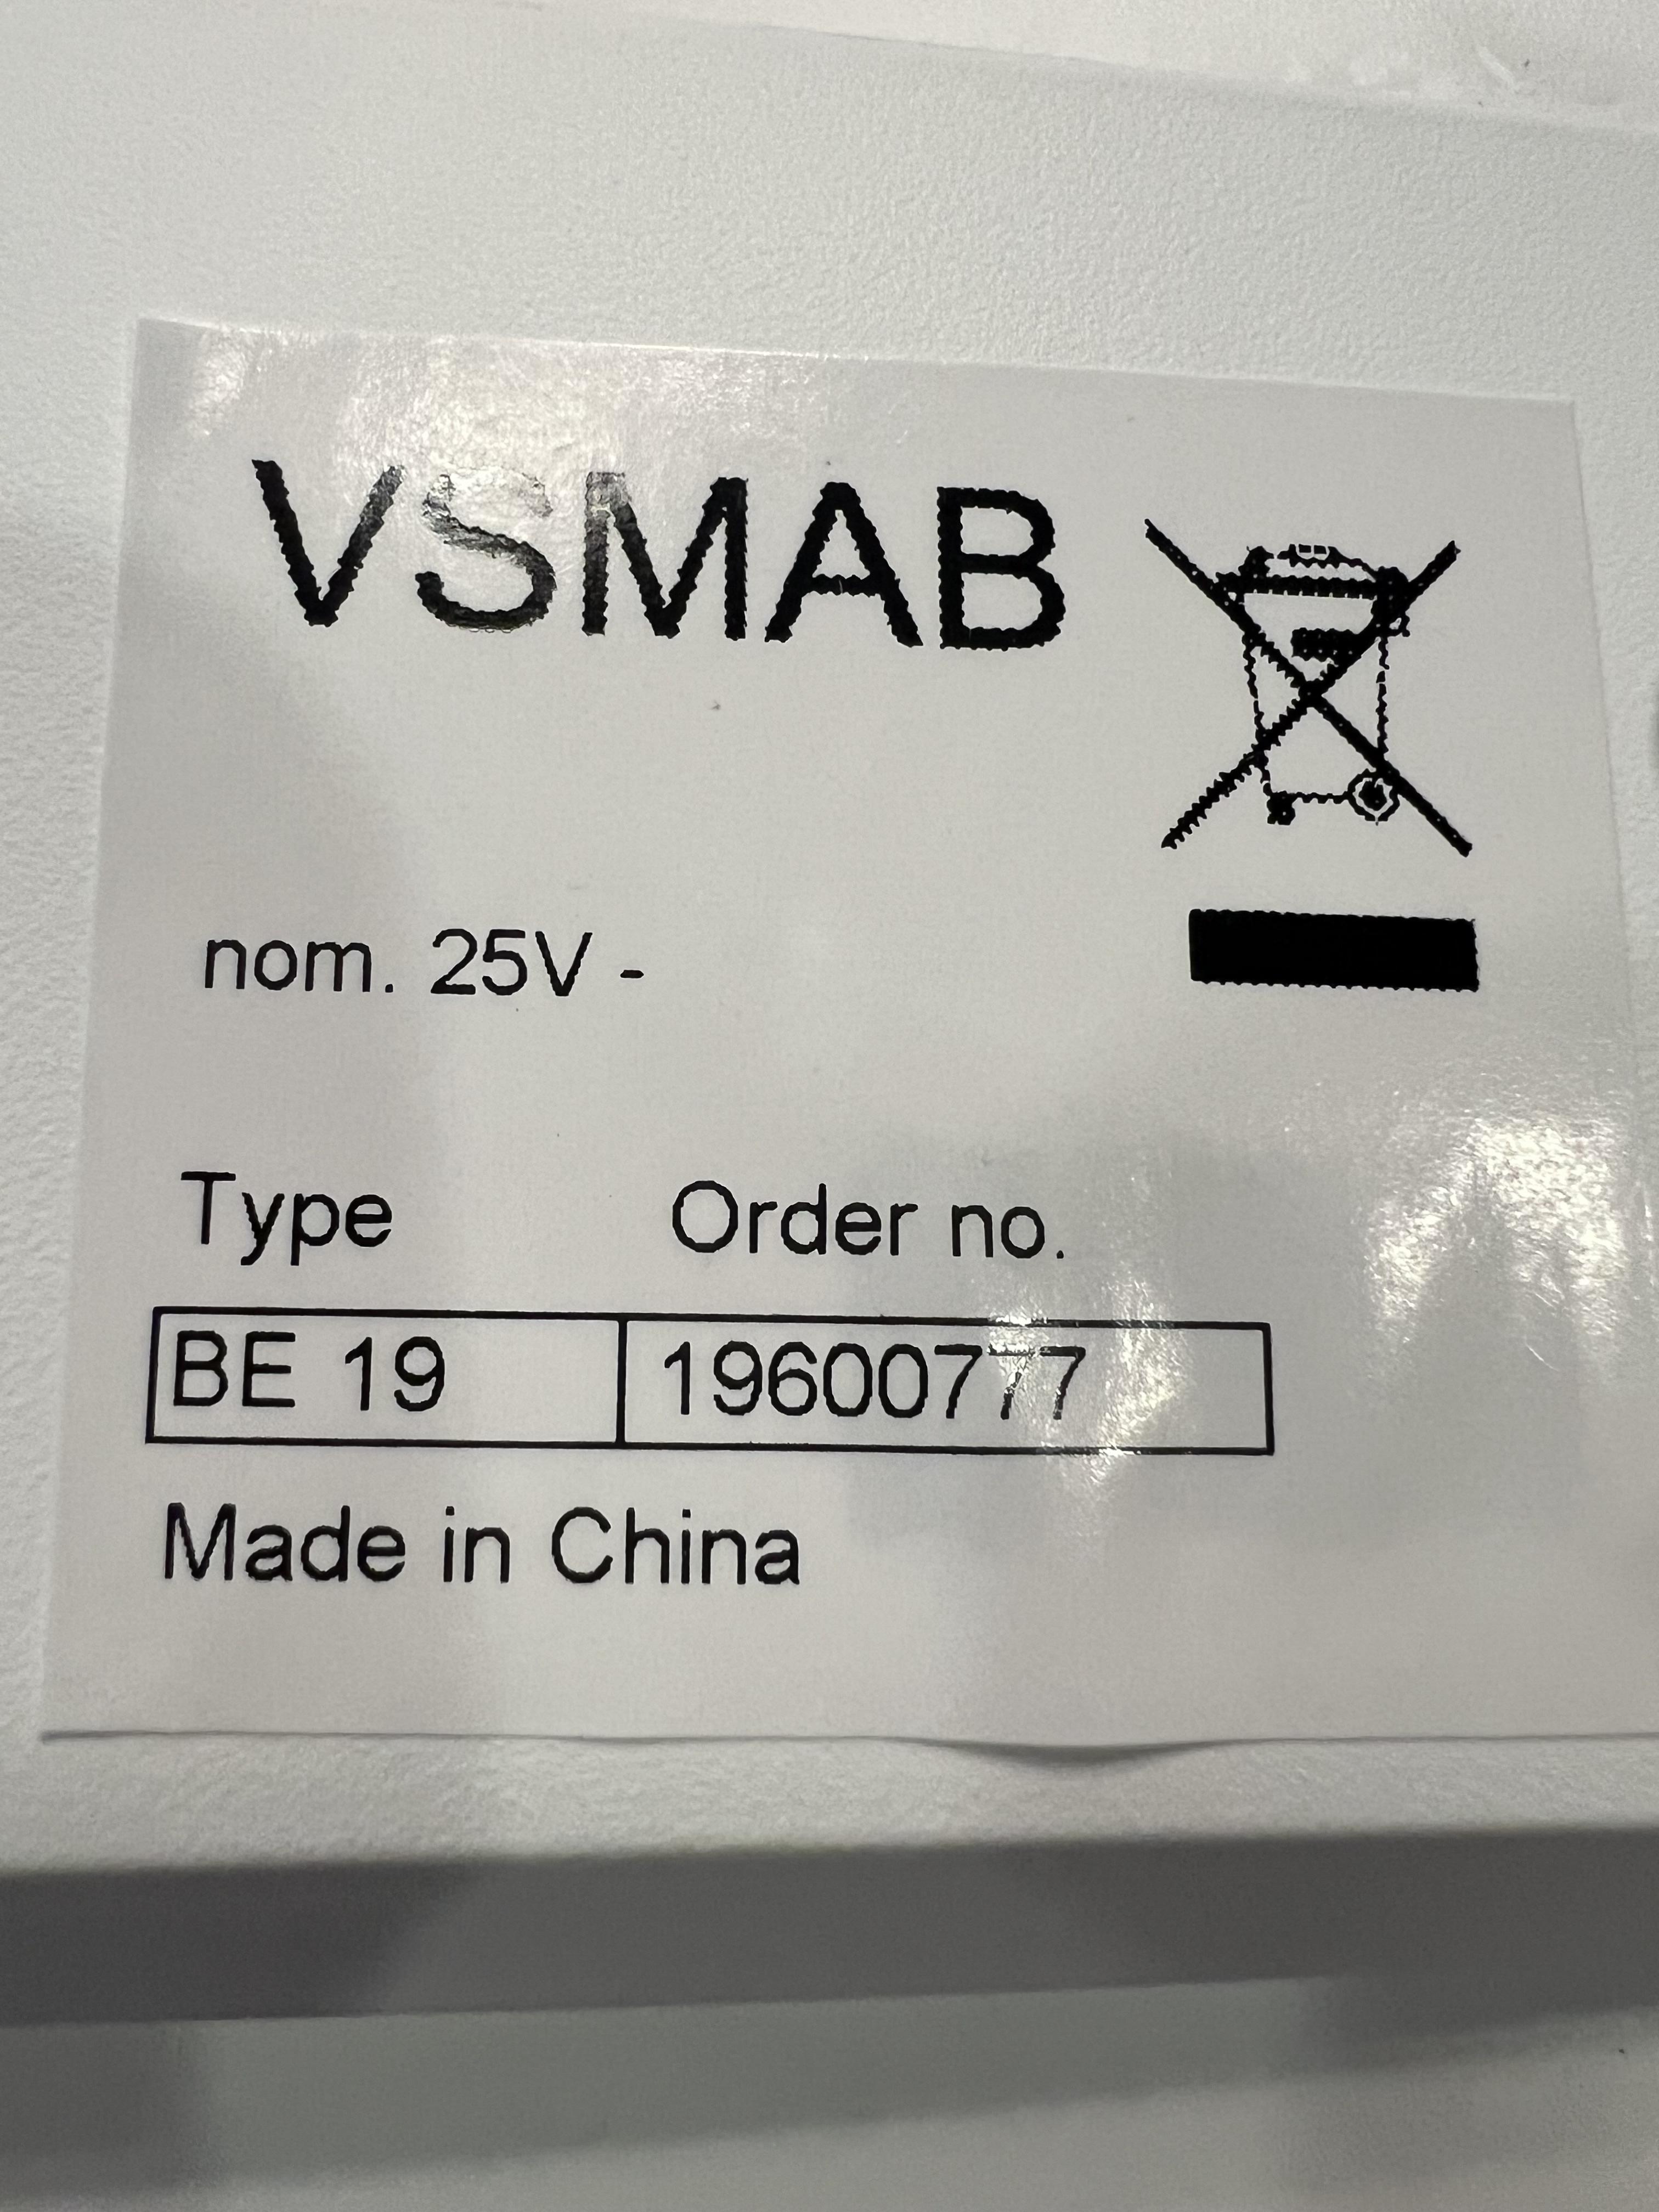 VSMAB
nom. 25V -
Type Order no.
BE 19 19600777
Made in China